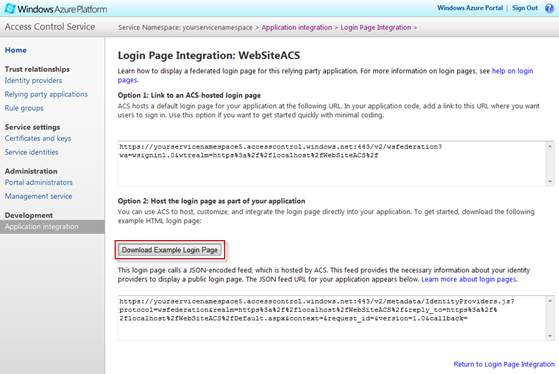 Windows Azure Platform
Windows Azure Portal | Sign Out
Access Control Service
Service Namespace: yourservicenamespace > Application integration > Login Page Integration >
Home
Trust relationships
Identity providers
Relying party applications
Rule groups
Service settings
Certificates and keys
Service identities
Administration
Portal administrators
Management service
Development
Application integration
Login Page Integration: WebSiteACS
Learn how to display a federated login page for this relying party application. For more information on login pages, see help on login
pages.
Option 1: Link to an ACS-hosted login page
ACS hosts a default login page for your application at the following URL. In your application code, add a link to this URL where you want
users to sign in. Use this option if you want to get started quickly with minimal coding.
https://yourservicenamespace5.accesscontrol.windows.net:443/v2/wsfederation?
wa=wsignin1.0&wtrealm=https%3a%2f%2flocalhost%2fWebSiteACS%2f
Option 2: Host the login page as part of your application
You can use ACS to host, customize, and integrate the login page directly into your application. To get started, download the following
example HTML login page:
Download Example Login Page
This login page calls a JSON-encoded feed, which is hosted by ACS. This feed provides the necessary information about your identity
providers to display a public login page. The JSON feed URL for your application appears below. Learn more about login pages.
https://yourservicenamespace5.accesscontrol.windows.net:443/v2/metadata/IdentityProviders.js?
protocol=wsfederation&realm=https%3a%2f%2flocalhost%2fWebSiteACS%2f&reply_to=https%3a%2f%
2flocalhost%2fWebSiteACS%2fDefault.aspx&context=&request_id=&version=1.0&callback=
Return to Login Page Integration